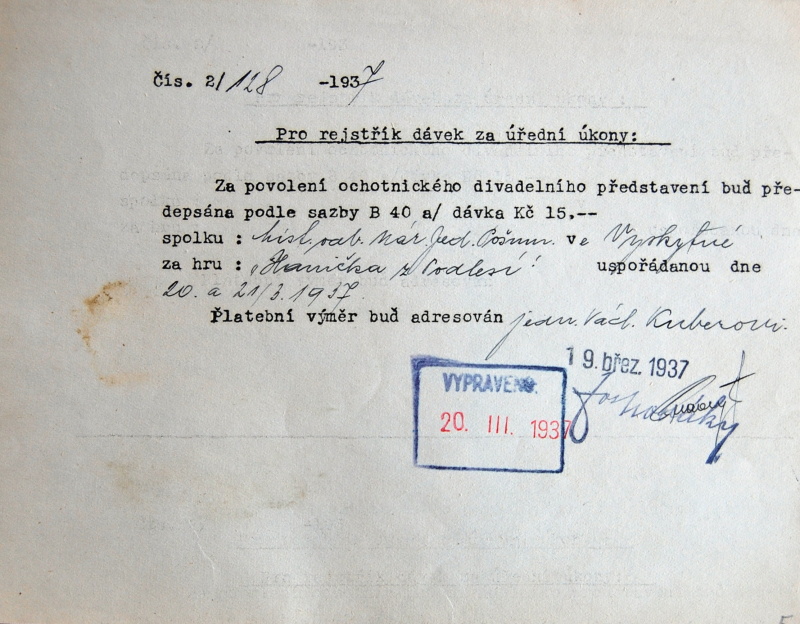 Čís. 2/ 128 -1937
Pro rejstřík dávek za úřední úkony:
Za povolení ochotnického divadelního představení buď pře-
depsána podle sazby B 40 a/ dávka Kč 15.--
spolku : míst. odb. Nár. Jed. Pošum. ve Vyskytné
za hru : "Hanička z Podlesí" uspořádanou dne
20. a 21/3. 1937.
Platební výměr buď adresován jedn. Václ. Kuberovi.
19. břez. 1937
VYPRAVENO
20. III. 1937